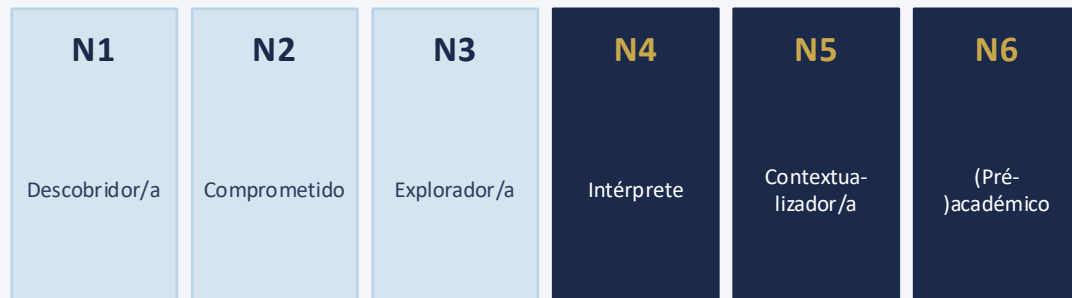 N1
Descobridor/a
N2
Comprometido
N3
Explorador/a
N4
Intérprete
N5
Contextua-
lizador/a
N6
(Pré-
)académico